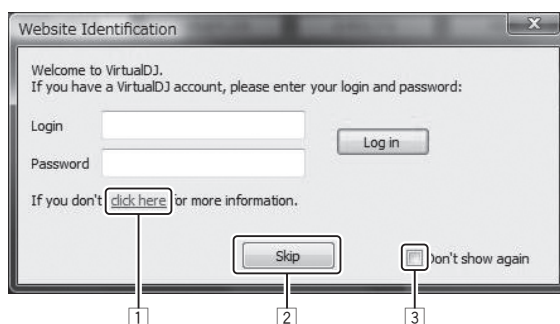 Website Identification
Welcome to VirtualDJ.
If you have a VirtualDJ account, please enter your login and password:
Login
Log in
Password
If you don't click here for more information.
Skip
Don't show again
1 2 3